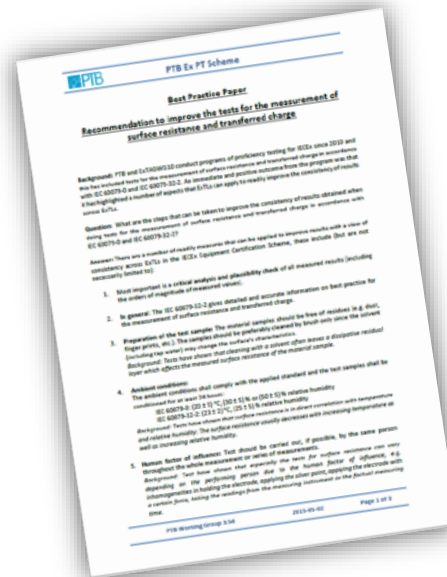 PTB
PTB Ex PT Scheme
Best Practice Paper
Recommendation to improve the tests for the measurement of
surface resistance and transferred charge
Background: PTB and ExTAG WG10 conduct programs of proficiency testing for IECEx since 2010 and
this has included tests for the measurement of surface resistance and transferred charge in accordance
with IEC 60079-0 and IEC 60079-32-2. An immediate and positive outcome from the program was that
it has highlighted a number of aspects that ExTLs can apply to readily improve the consistency of results
across ExTLs.
Question: What are the steps that can be taken to improve the consistency of results obtained when
doing tests for the measurement of surface resistance and transferred charge in accordance with
IEC 60079-0 and IEC 60079-32-2?
Answer: There are a number of readily measures that can be applied to improve results with a view of
consistency across ExTLs in the IECEx Equipment Certification Scheme, these include (but are not
necessarily limited to):
1. Most important is a critical analysis and plausibility check of all measured results (including
the orders of magnitude of measured values).
2. In general: The IEC 60079-32-2 gives detailed and accurate information on best practice for
the measurement of surface resistance and transferred charge.
3. Preparation of the test sample: The material samples should be free of residues (e.g. dust,
finger prints, etc.). The samples should be preferably cleaned by brush only since the solvent
(including tap water) may change the surface's characteristics.
Background: Tests have shown that cleaning with a solvent often leaves a dissipative residual
layer which affects the measured surface resistance of the material sample.
4. Ambient conditions:
The ambient conditions shall comply with the applied standard and the test samples shall be
conditioned for at least 24 hours:
IEC 60079-0: (20 ± 5) °C, (30 ± 5) % or (50 ± 5) % relative humidity
IEC 60079-32-2: (23 ± 2) °C, (25 ± 5) % relative humidity
Background: Tests have shown that surface resistance is in direct correlation with temperature
and relative humidity: The surface resistance usually decreases with increasing temperature as
well as increasing relative humidity.
5. Human factor of influence: Test should be carried out, if possible, by the same person
throughout the whole measurement or series of measurements.
Background: Test have shown that especially the tests for surface resistance can vary
depending on the performing person due to the human factor of influence, e.g.
inhomogeneities in holding the electrode, applying the silver paint, applying the electrode with
a certain force, taking the readings from the measuring instrument or the factual measuring
time.
PTB Working Group 3.54
2019-05-02
Page 1 of 3